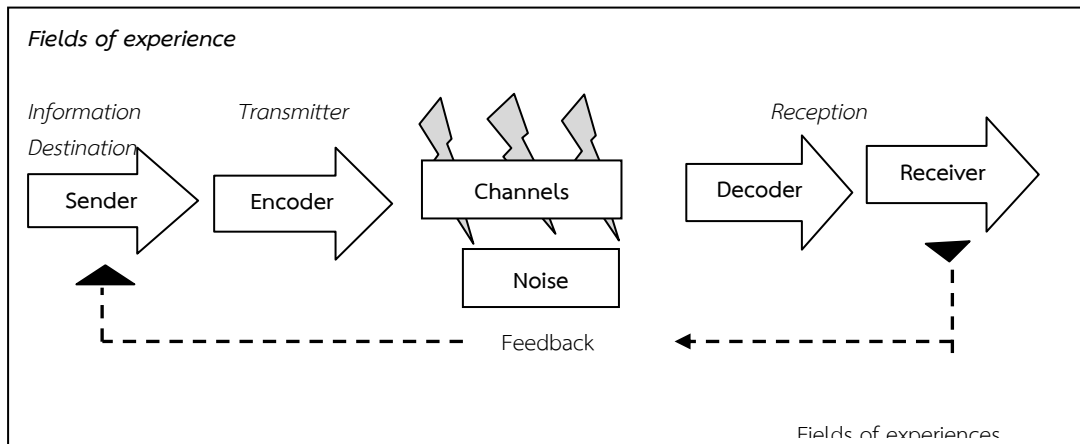 Fields of experience
Information
Destination
Transmitter
Reception
Sender
Encoder
Channels
Decoder
Receiver
Noise
Feedback
Fields of experiences